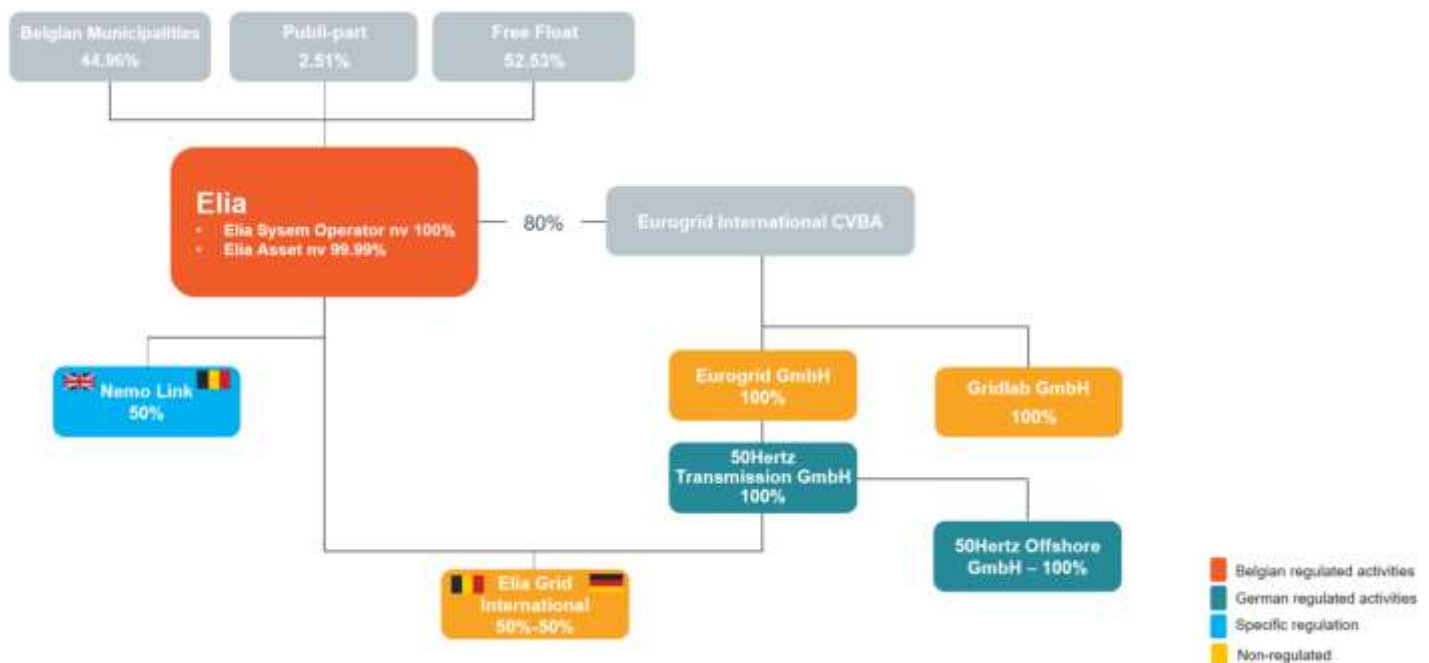 Belgian Municipalities
44.96%
Publi-part
2.51%
Free Float
52.53%
Elia
• Elia Sysem Operator nv 100%
• Elia Asset nv 99.99%
80%
Eurogrid International CVBA
Nemo Link
50%
Eurogrid GmbH
100%
Gridlab GmbH
100%
50Hertz
Transmission GmbH
100%
50Hertz Offshore
GmbH – 100%
Elia Grid
International
50%-50%
Belgian regulated activities
German regulated activities
Specific regulation
Non-regulated